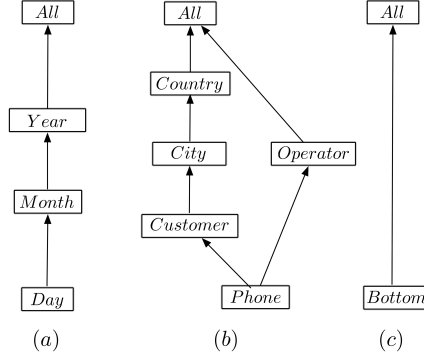 All
Year
Month
Day
(a)
All
Country
City
Operator
Customer
Phone
(b)
All
Bottom
(c)